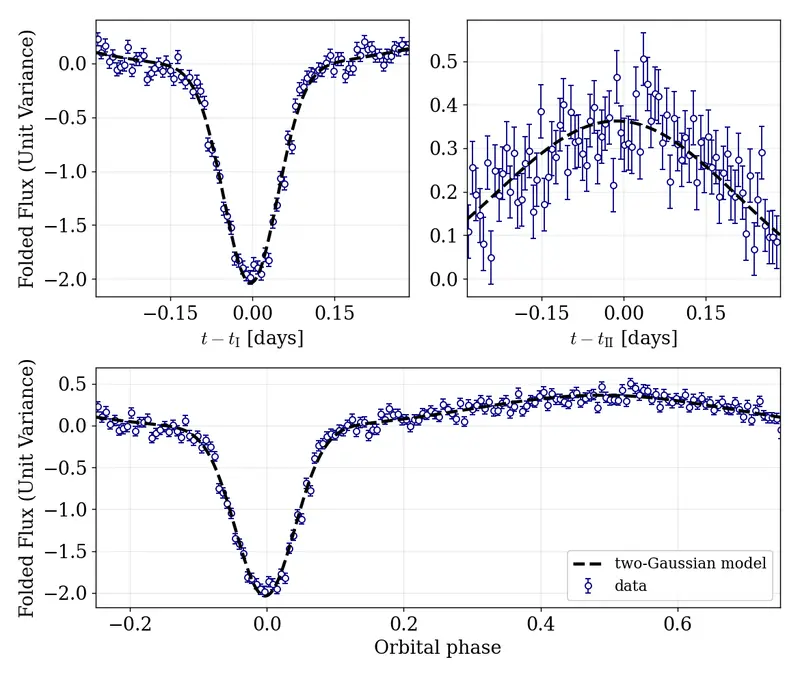 Folded Flux (Unit Variance)
0.0
−0.5
−1.0
−1.5
−2.0
−0.15 0.00 0.15
t − tI [days]
0.5
0.4
0.3
0.2
0.1
0.0
−0.15 0.00 0.15
t − tII [days]
Folded Flux (Unit Variance)
0.5
0.0
−0.5
−1.0
−1.5
−2.0
two-Gaussian model
data
−0.2 0.0 0.2 0.4 0.6
Orbital phase